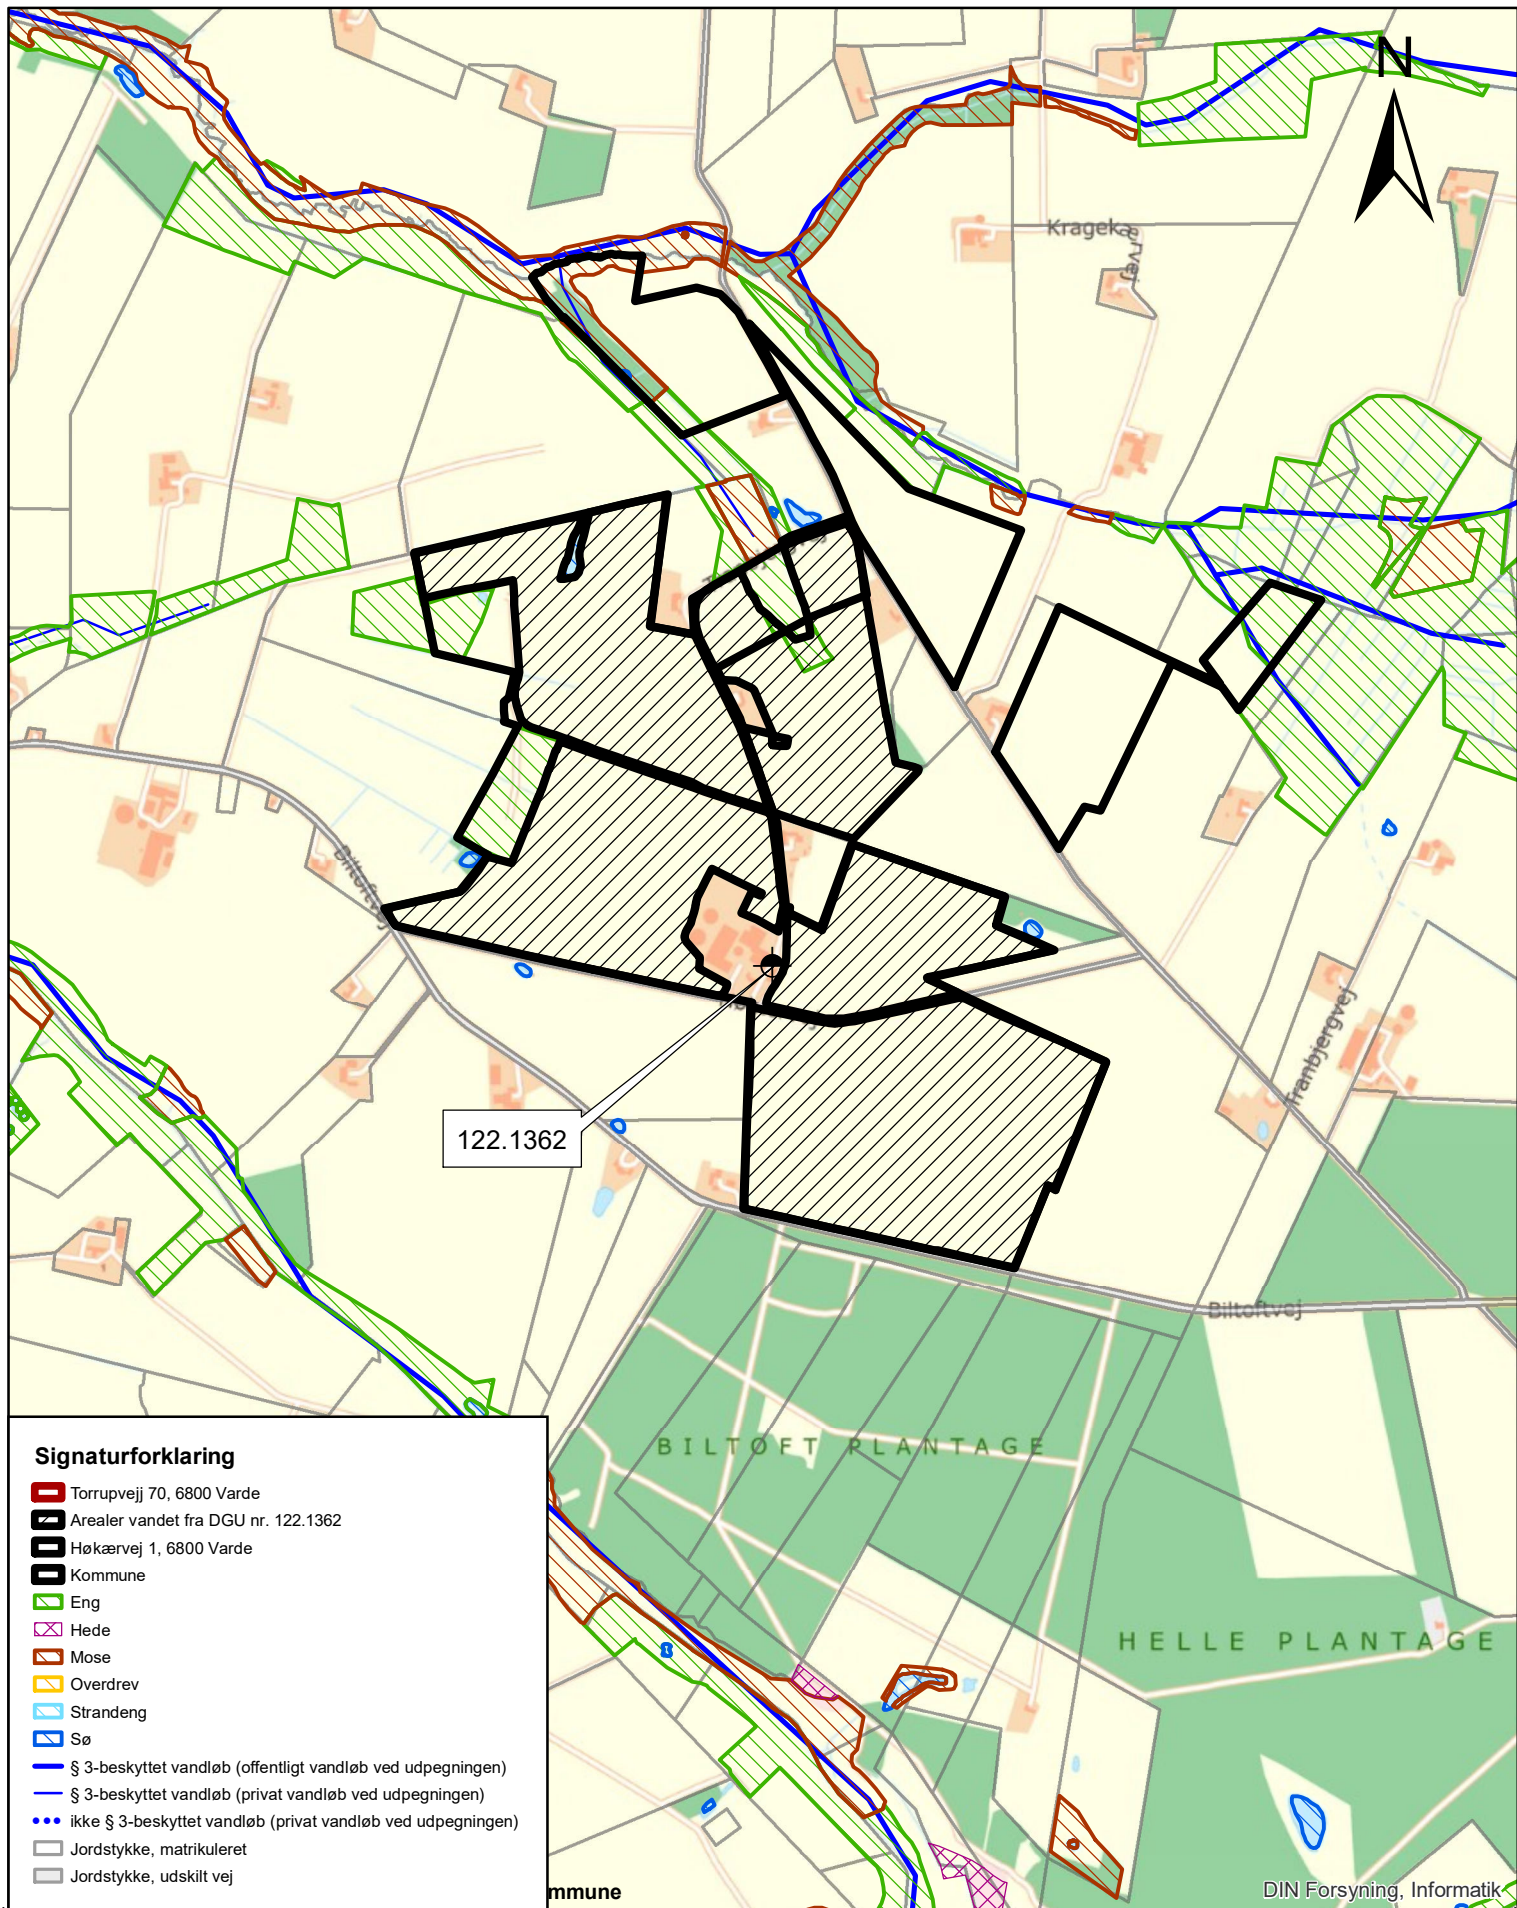 N
Kragekærvej
Biltoftvej
Tranbjergvej
122.1362
Biltoftvej
BILTOFT PLANTAGE
HELLE PLANTAGE
Signaturforklaring
Torrupvejj 70, 6800 Varde
Arealer vandet fra DGU nr. 122.1362
Høkærvej 1, 6800 Varde
Kommune
Eng
Hede
Mose
Overdrev
Strandeng
Sø
§ 3-beskyttet vandløb (offentligt vandløb ved udpegningen)
§ 3-beskyttet vandløb (privat vandløb ved udpegningen)
ikke § 3-beskyttet vandløb (privat vandløb ved udpegningen)
Jordstykke, matrikuleret
Jordstykke, udskilt vej
mmune
DIN Forsyning, Informatik